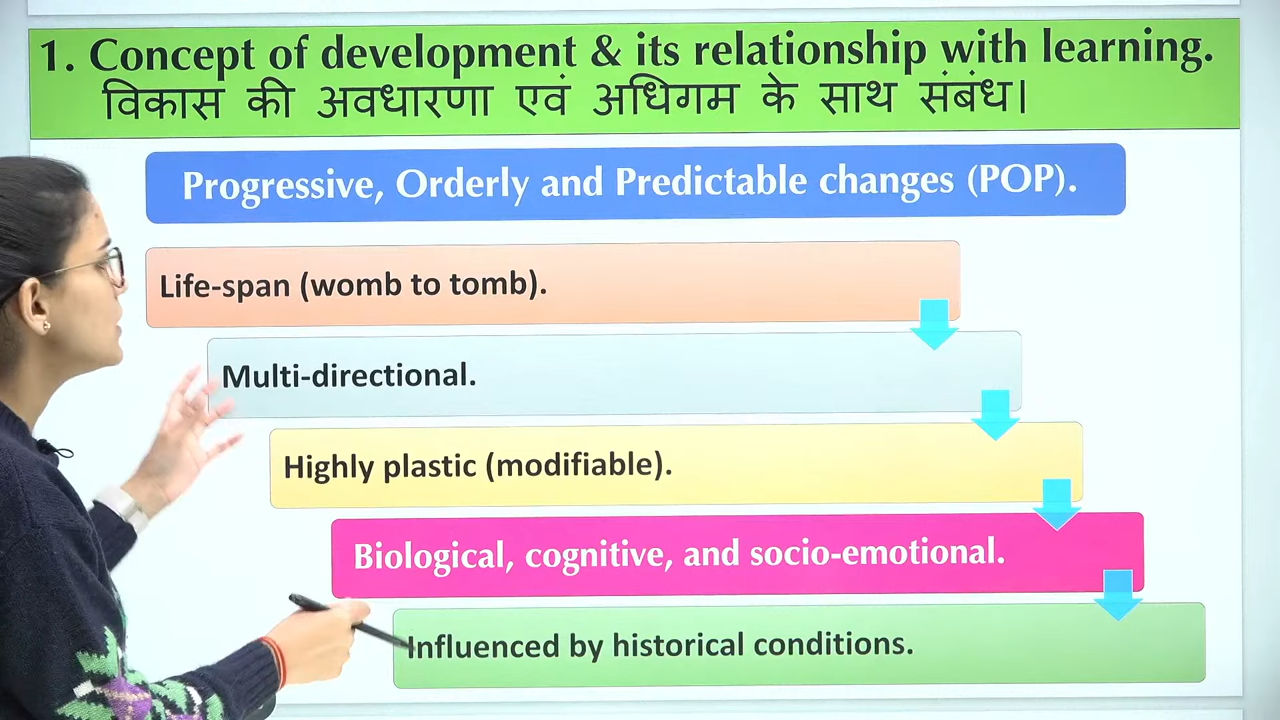 1. Concept of development & its relationship with learning.
विकास की अवधारणा एवं अधिगम के साथ संबंध।
Progressive, Orderly and Predictable changes (POP).
Life-span (womb to tomb).
Multi-directional.
Highly plastic (modifiable).
Biological, cognitive, and socio-emotional.
Influenced by historical conditions.